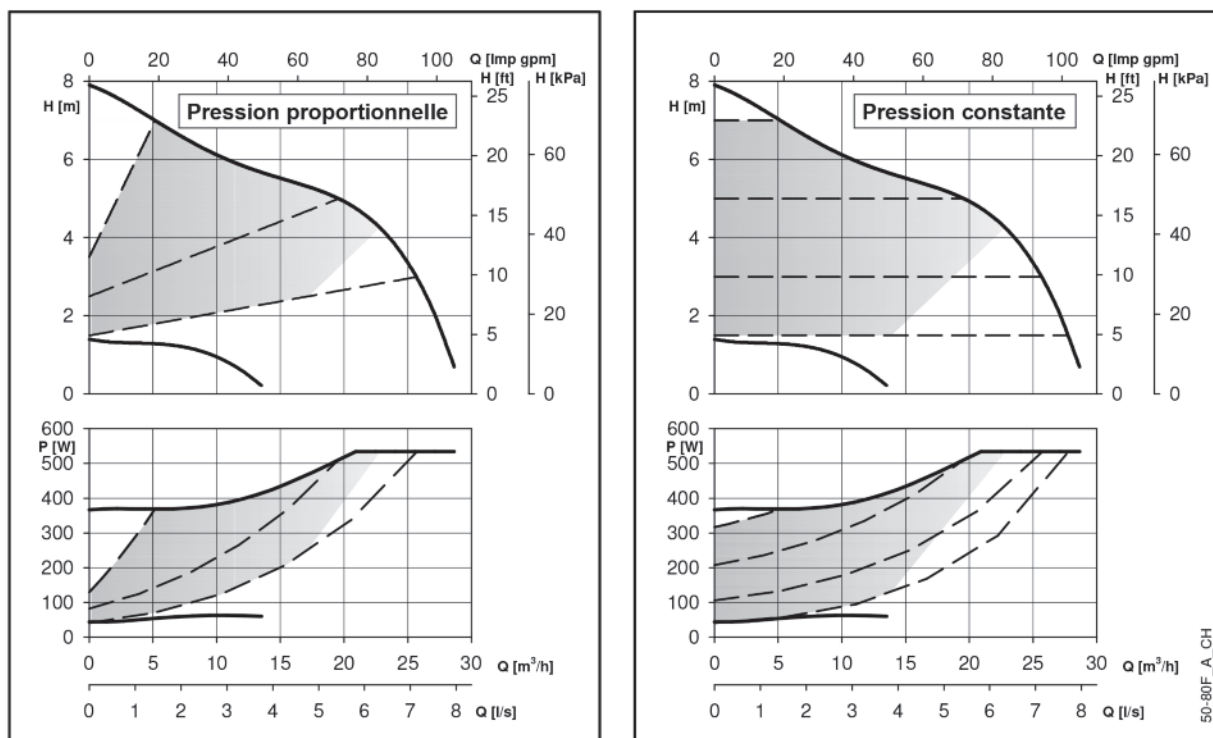 0 20 40 60 80 100 Q [Imp gpm]
H [ft] H [kPa]
8 H [m] 25
Pression proportionnelle
6 20 60
15
4 40
10
2 20
5
0 0 0
600
P [W]
500
400
300
200
100
0
0 5 10 15 20 25 30
Q [m³/h]
0 1 2 3 4 5 6 7 8
Q [l/s]
0 20 40 60 80 100 Q [Imp gpm]
H [ft] H [kPa]
8 H [m] 25
Pression constante
6 20 60
15
4 40
10
2 20
5
0 0 0
600
P [W]
500
400
300
200
100
0
0 5 10 15 20 25 30
Q [m³/h]
0 1 2 3 4 5 6 7 8
Q [l/s]
50-80F_A_CH